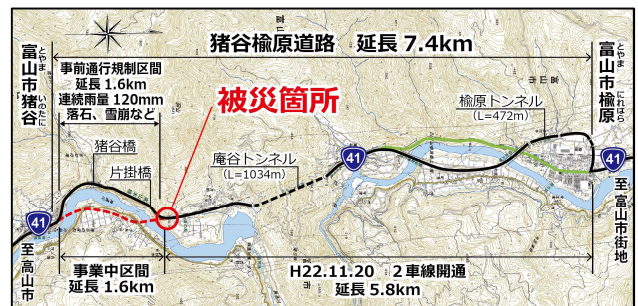 猪谷楡原道路　延長7.4km
とやま　いのたに
富山市猪谷
事前通行規制区間
延長1.6km
連続雨量120mm
落石、雪崩など
被災箇所
猪谷橋
片掛橋
庵谷トンネル
(L=1034m)
楡原トンネル
(L=472m)
とやま　にれはら
富山市楡原
41
41
41
至高山市
至富山市街地
事業中区間
延長1.6km
H22.11.20　２車線開通
延長5.8km